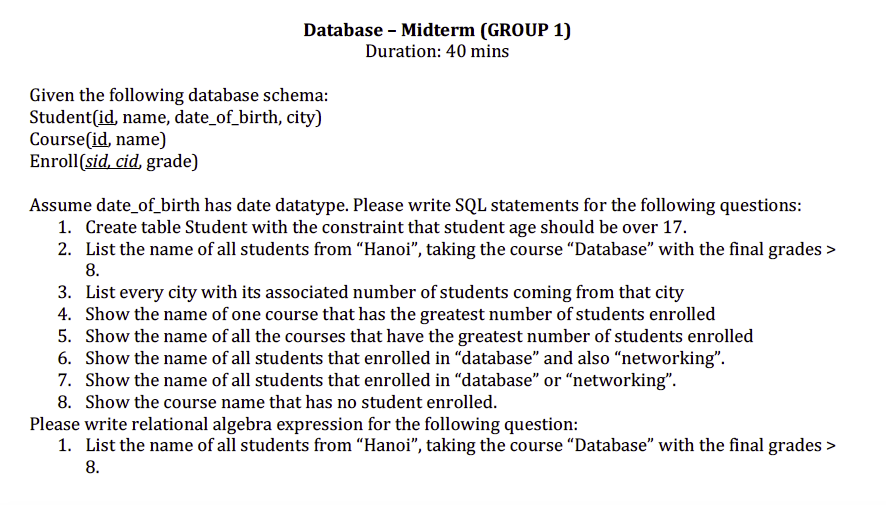 Database – Midterm (GROUP 1)
Duration: 40 mins
Given the following database schema:
Student(id, name, date_of_birth, city)
Course(id, name)
Enroll(sid, cid, grade)
Assume date_of_birth has date datatype. Please write SQL statements for the following questions:
1. Create table Student with the constraint that student age should be over 17.
2. List the name of all students from “Hanoi”, taking the course “Database” with the final grades >
8.
3. List every city with its associated number of students coming from that city
4. Show the name of one course that has the greatest number of students enrolled
5. Show the name of all the courses that have the greatest number of students enrolled
6. Show the name of all students that enrolled in “database” and also “networking”.
7. Show the name of all students that enrolled in “database” or “networking”.
8. Show the course name that has no student enrolled.
Please write relational algebra expression for the following question:
1. List the name of all students from “Hanoi”, taking the course “Database” with the final grades >
8.